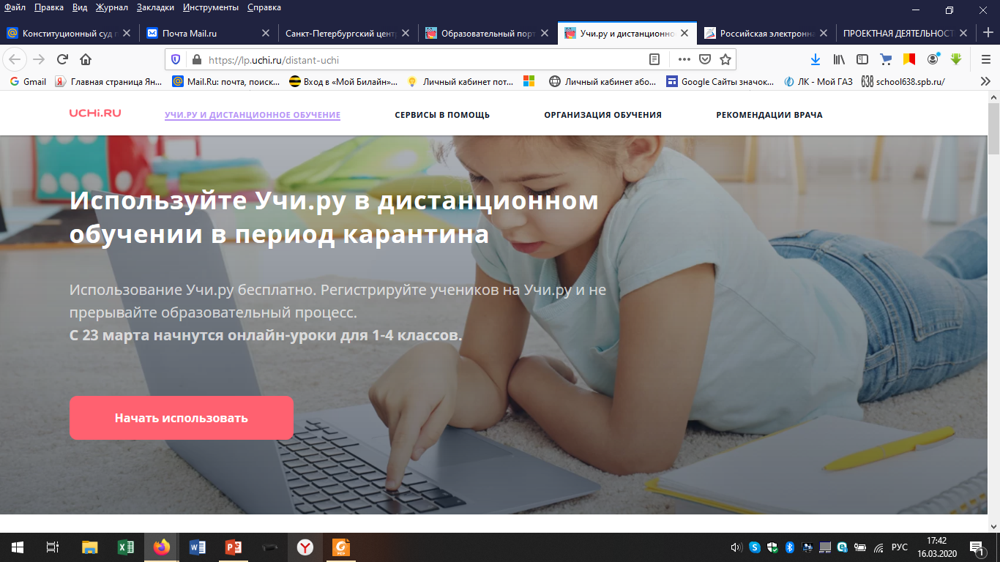 Файл Правка Вид Журнал Закладки Инструменты Справка
Конституционный суд
Почта Mail.ru
Санкт-Петербургский цент
Образовательный порт
Учи.ру и дистанционно
Российская электронн
ПРОЕКТНАЯ ДЕЯТЕЛЬНОСТ
https://lp.uchi.ru/distant-uchi
Gmail
Главная страница Ян...
Mail.Ru: почта, поиск...
Вход в «Мой Билайн»...
Личный кабинет пот...
Личный кабинет або...
Google Сайты значок...
ЛК - Мой ГАЗ
638
school638.spb.ru/
UCHi.RU
УЧИ.РУ И ДИСТАНЦИОННОЕ ОБУЧЕНИЕ
СЕРВИСЫ В ПОМОЩЬ
ОРГАНИЗАЦИЯ ОБУЧЕНИЯ
РЕКОМЕНДАЦИИ ВРАЧА
Используйте Учи.ру в дистанционном
обучении в период карантина
Использование Учи.ру бесплатно. Регистрируйте учеников на Учи.ру и не
прерывайте образовательный процесс.
С 23 марта начнутся онлайн-уроки для 1-4 классов.
Начать использовать
PDF
РУС
17:42
16.03.2020
1